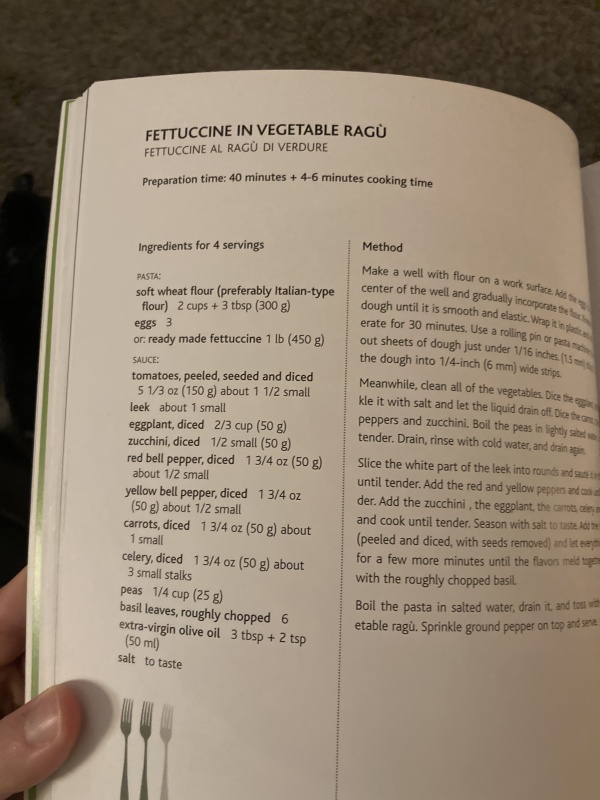 FETTUCCINE IN VEGETABLE RAGÙ
FETTUCCINE AL RAGÙ DI VERDURE
Preparation time: 40 minutes + 4-6 minutes cooking time
Ingredients for 4 servings
PASTA:
soft wheat flour (preferably Italian-type
flour) 2 cups + 3 tbsp (300 g)
eggs 3
or: ready made fettuccine 1 lb (450 g)
SAUCE:
tomatoes, peeled, seeded and diced
5 1/3 oz (150 g) about 1 1/2 small
leek about 1 small
eggplant, diced 2/3 cup (50 g)
zucchini, diced 1/2 small (50 g)
red bell pepper, diced 1 3/4 oz (50 g)
about 1/2 small
yellow bell pepper, diced 1 3/4 oz
(50 g) about 1/2 small
carrots, diced 1 3/4 oz (50 g) about
1 small
celery, diced 1 3/4 oz (50 g) about
3 small stalks
peas 1/4 cup (25 g)
basil leaves, roughly chopped 6
extra-virgin olive oil 3 tbsp + 2 tsp
(50 ml)
salt to taste
Method
Make a well with flour on a work surface. Add the
center of the well and gradually incorporate the flour.
dough until it is smooth and elastic. Wrap it in plastic
erate for 30 minutes. Use a rolling pin or pasta machine
out sheets of dough just under 1/16 inches (1.5 mm)
the dough into 1/4-inch (6 mm) wide strips.
Meanwhile, clean all of the vegetables. Dice the eggplant,
kle it with salt and let the liquid drain off. Dice the
peppers and zucchini. Boil the peas in lightly salted
tender. Drain, rinse with cold water, and drain again.
Slice the white part of the leek into rounds and sauté
until tender. Add the red and yellow peppers and cook
der. Add the zucchini , the eggplant, the carrots, celery
and cook until tender. Season with salt to taste. Add the
(peeled and diced, with seeds removed) and let
for a few more minutes until the flavors meld together
with the roughly chopped basil.
Boil the pasta in salted water, drain it, and toss with
etable ragù. Sprinkle ground pepper on top and serve.